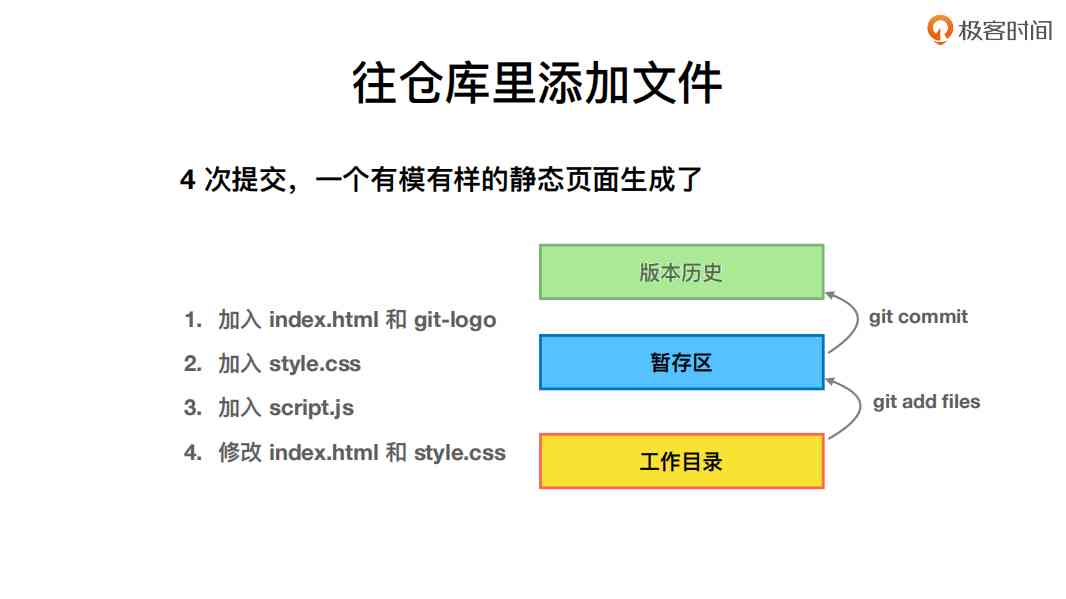 极客时间
往仓库里添加文件
4 次提交，一个有模有样的静态页面生成了
1. 加入 index.html 和 git-logo
2. 加入 style.css
3. 加入 script.js
4. 修改 index.html 和 style.css
版本历史
git commit
暂存区
git add files
工作目录